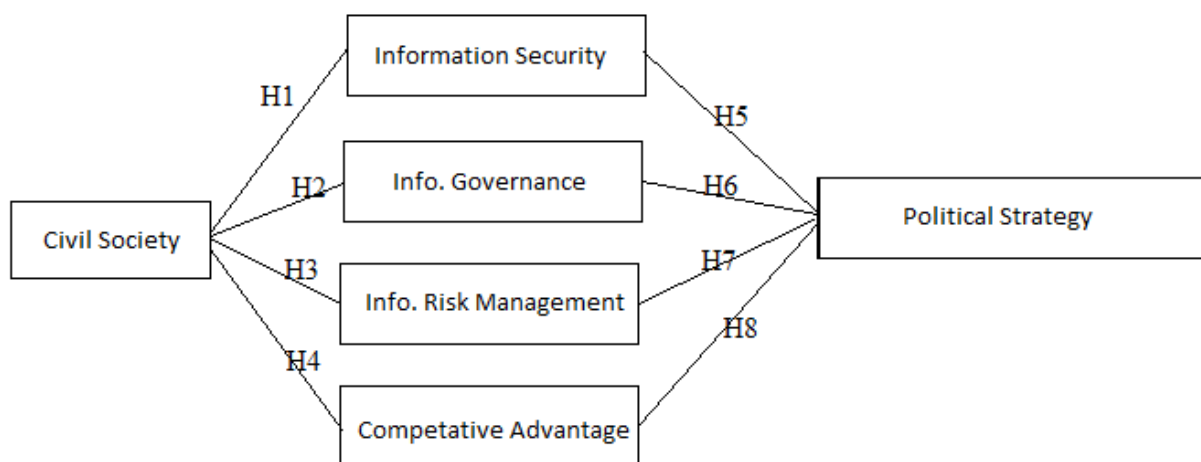 Information Security
H1
H5
Info. Governance
H2
H6
Civil Society
Political Strategy
H3
H7
Info. Risk Management
H4
H8
Competative Advantage